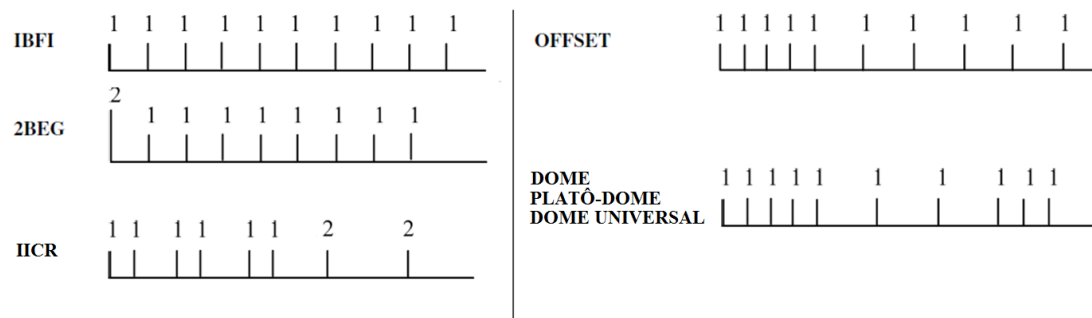 IBFI
1 1 1 1 1 1 1 1 1 1
2BEG
2
1 1 1 1 1 1 1 1
IICR
1 1 1 1 1 1 2 2
OFFSET
1 1 1 1 1 1 1 1 1 1
DOME
PLATÔ-DOME
DOME UNIVERSAL
1 1 1 1 1 1 1 1 1 1